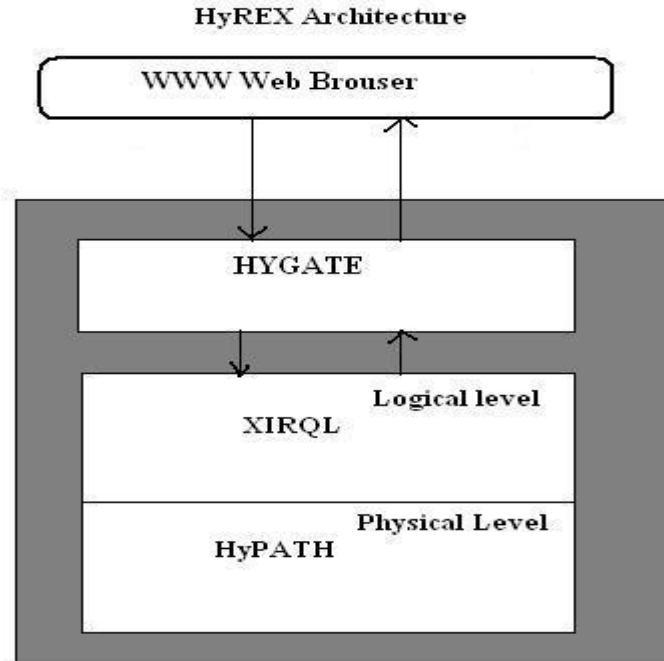 HyREX Architecture
WWW Web Brouser
HYGATE
Logical level
XIRQL
Physical Level
HyPATH